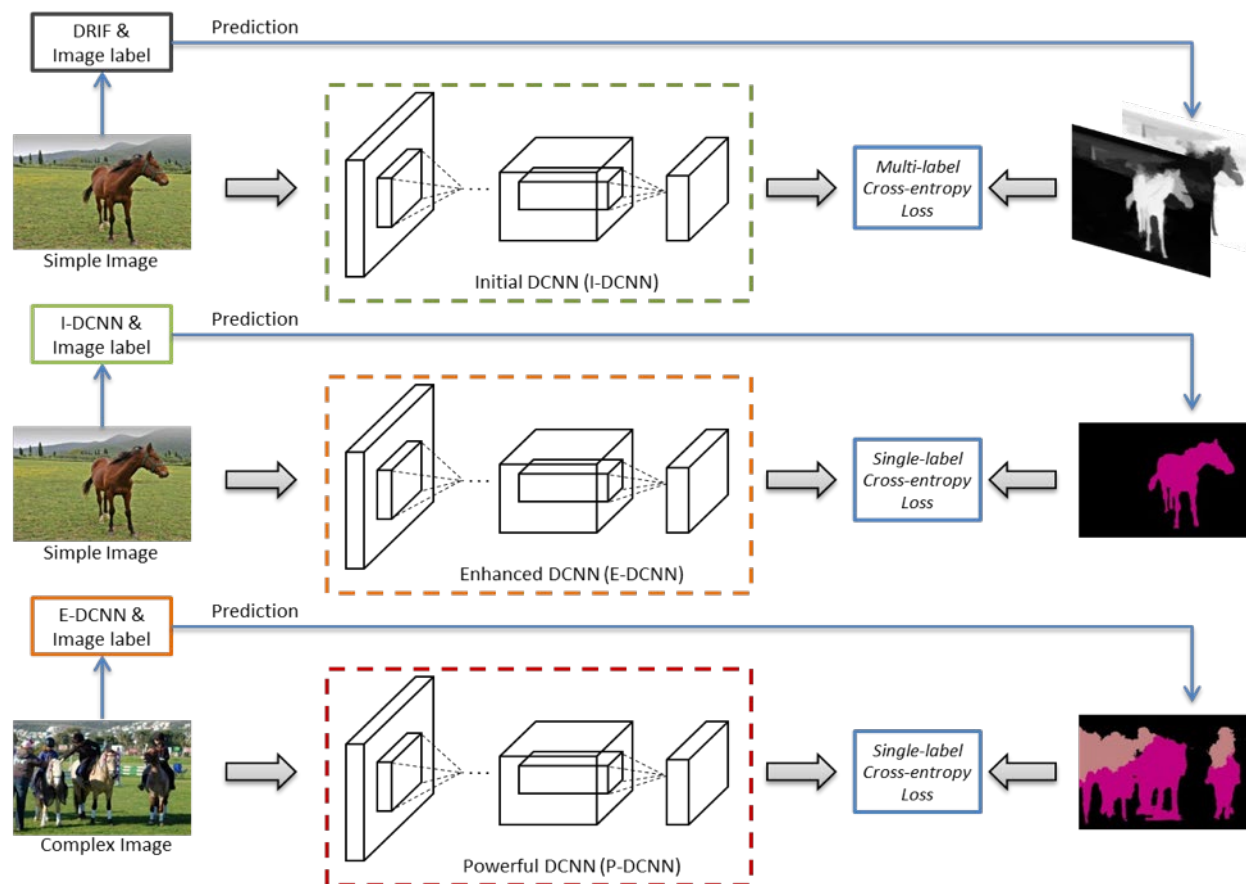 DRIF &
Image label
Prediction
Simple Image
Initial DCNN (I-DCNN)
Multi-label
Cross-entropy
Loss
I-DCNN &
Image label
Prediction
Simple Image
Enhanced DCNN (E-DCNN)
Single-label
Cross-entropy
Loss
E-DCNN &
Image label
Prediction
Complex Image
Powerful DCNN (P-DCNN)
Single-label
Cross-entropy
Loss